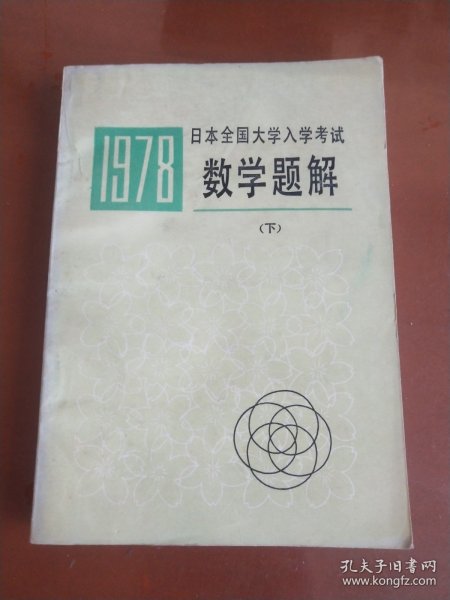 1978
日本全国大学入学考试
数学题解
（下）
孔夫子旧书网
www.kongfz.com